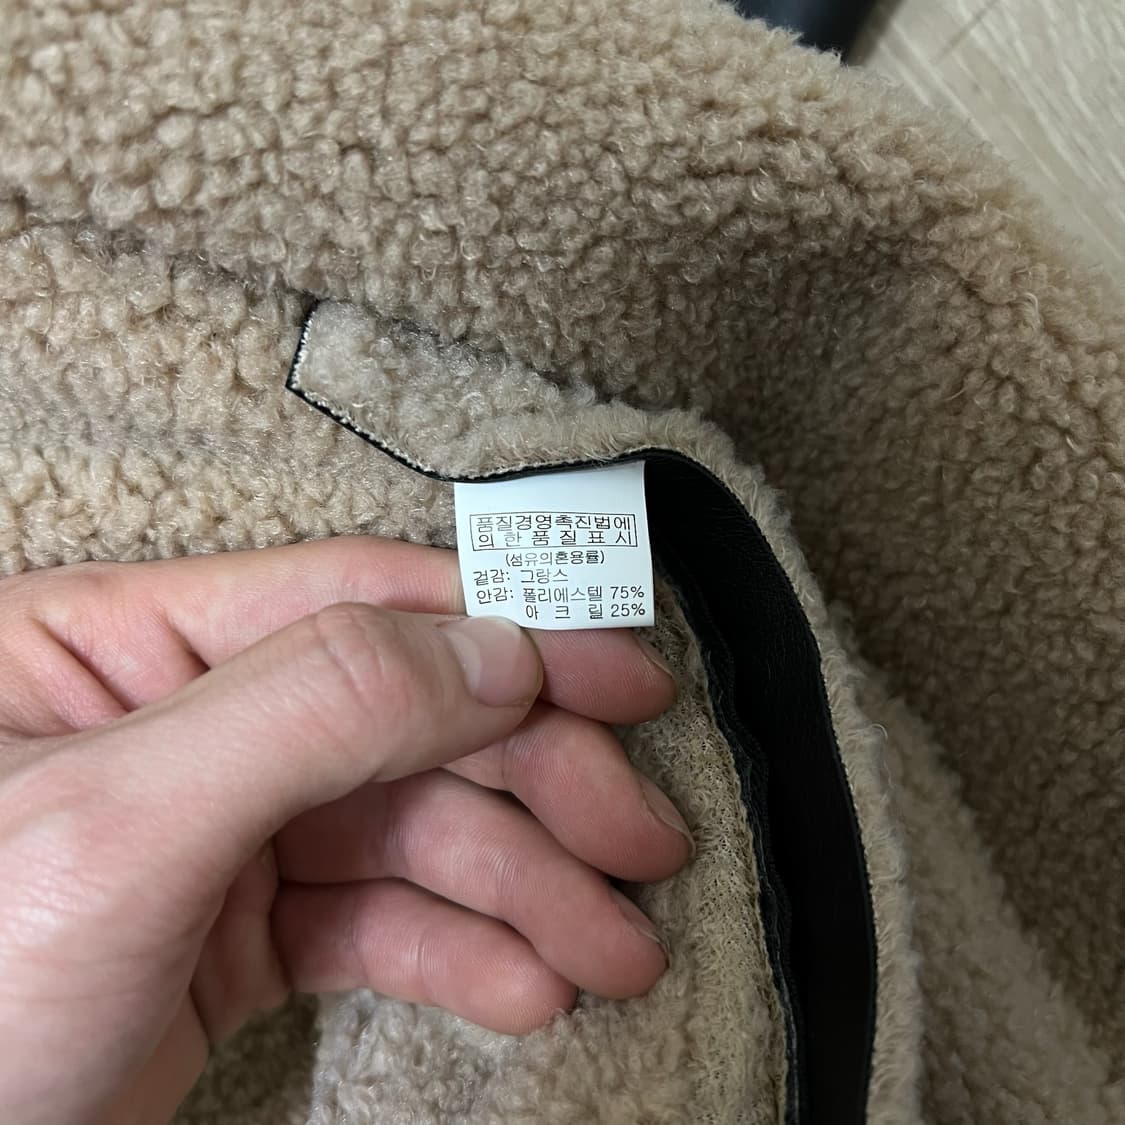 품질경영촉진법에
의한품질표시
(섬유의혼용률)
겉감: 그랑스
안감: 폴리에스텔 75%
아크릴 25%